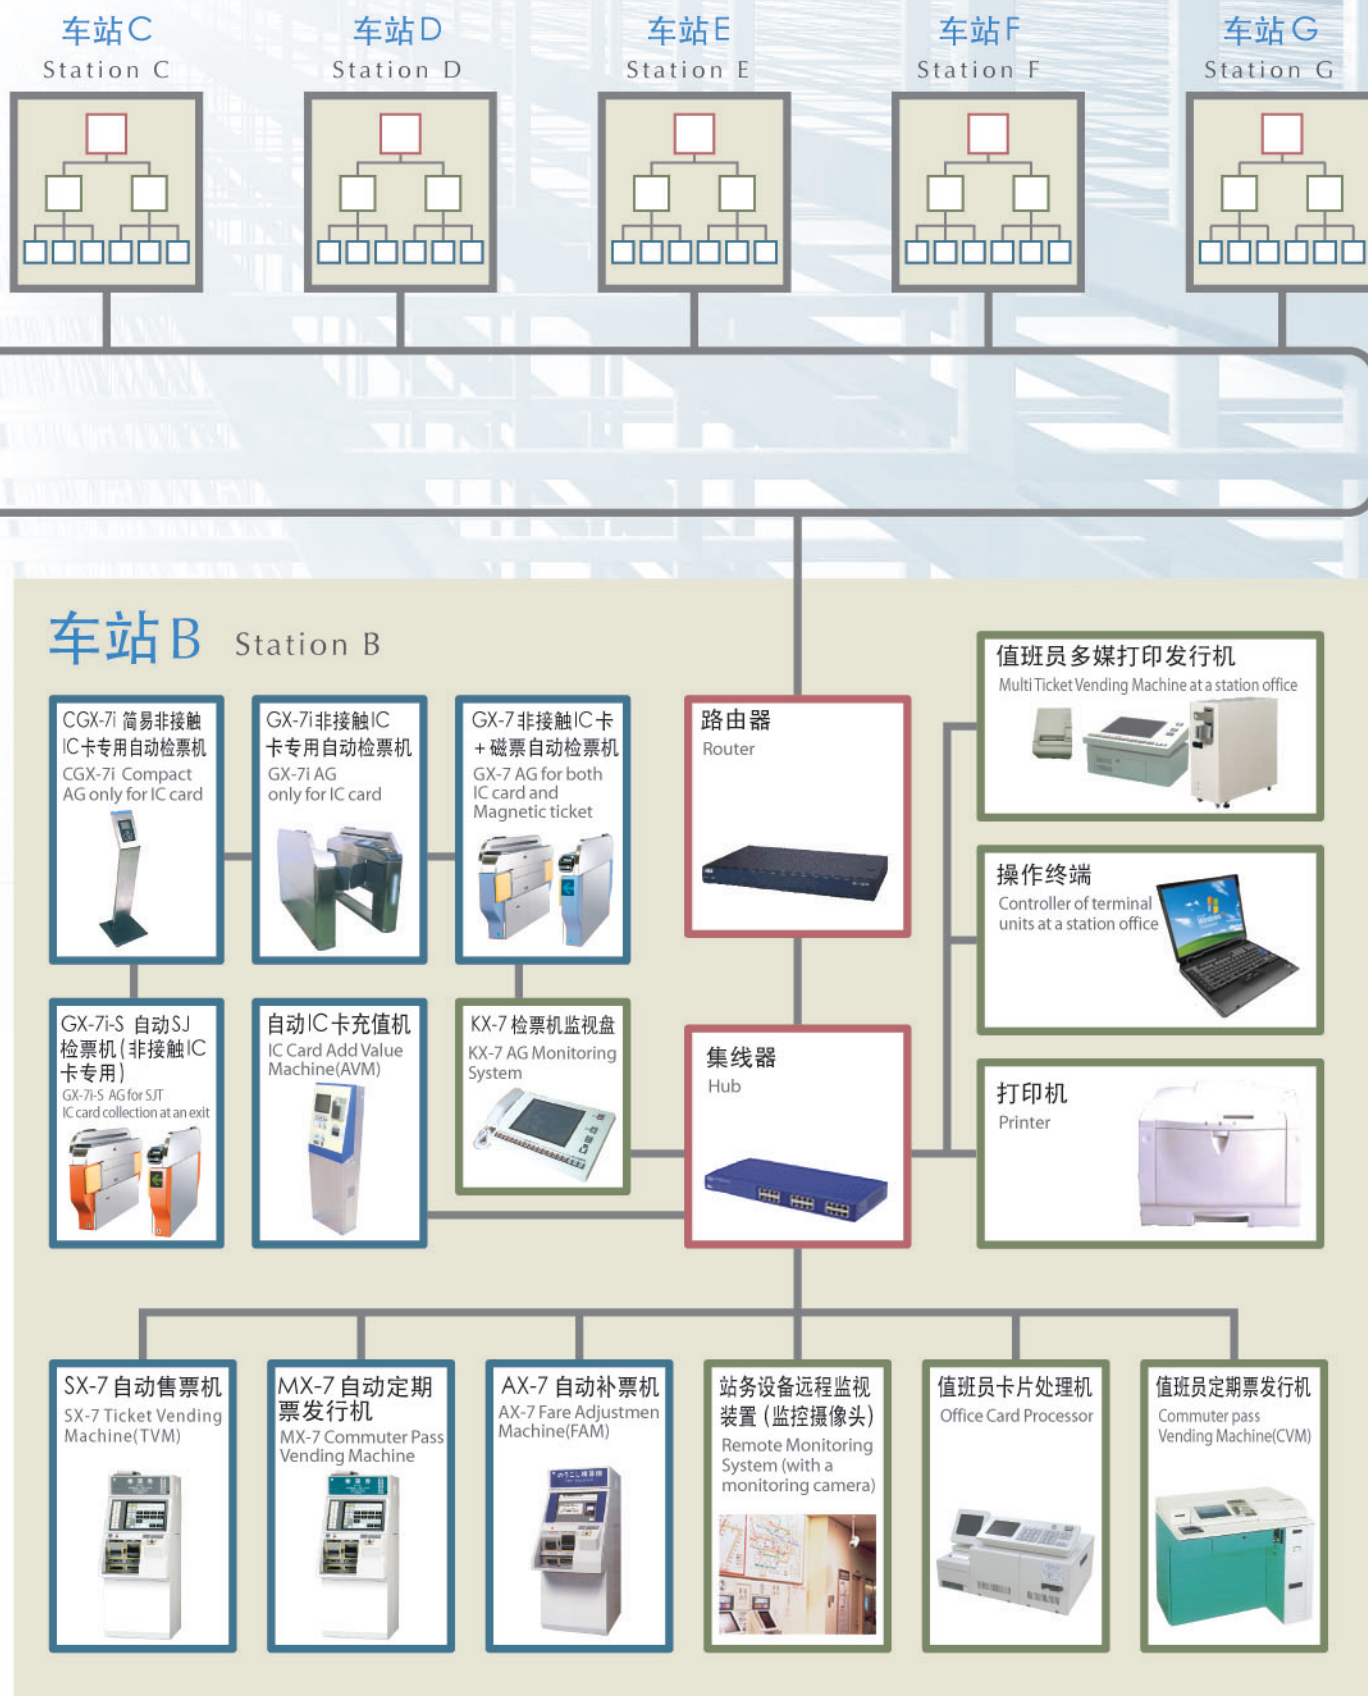 车站C
Station C
车站D
Station D
车站E
Station E
车站F
Station F
车站G
Station G
车站B Station B
CGX-7i 简易非接触
IC卡专用自动检票机
CGX-7i Compact
AG only for IC card
GX-7i非接触IC
卡专用自动检票机
GX-7i AG
only for IC card
GX-7非接触IC卡
+磁票自动检票机
GX-7 AG for both
IC card and
Magnetic ticket
路由器
Router
值班员多媒打印发行机
Multi Ticket Vending Machine at a station office
操作终端
Controller of terminal
units at a station office
Windows
GX-7i-S 自动SJ
检票机(非接触IC
卡专用)
GX-7i-S AG for SJT
IC card collection at an exit
自动IC卡充值机
IC Card Add Value
Machine(AVM)
KX-7检票机监视盘
KX-7 AG Monitoring
System
集线器
Hub
打印机
Printer
SX-7自动售票机
SX-7 Ticket Vending
Machine(TVM)
MX-7自动定期
票发行机
MX-7 Commuter Pass
Vending Machine
AX-7自动补票机
AX-7 Fare Adjustmen
Machine(FAM)
のりこし精算機
站务设备远程监视
装置(监控摄像头)
Remote Monitoring
System (with a
monitoring camera)
值班员卡片处理机
Office Card Processor
值班员定期票发行机
Commuter pass
Vending Machine(CVM)